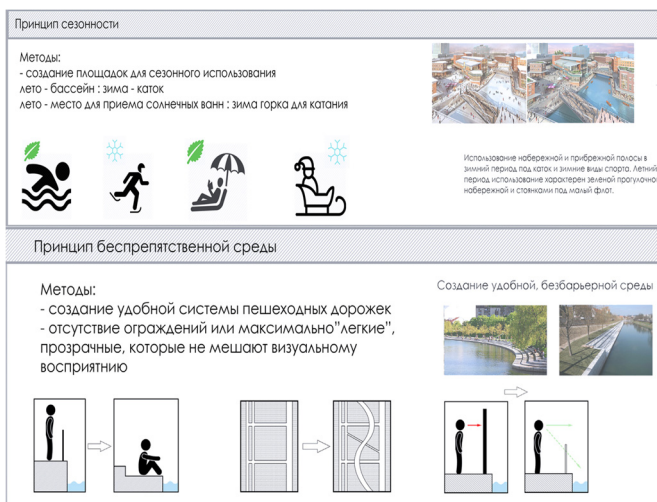 Принцип сезонности
Методы:
- создание площадок для сезонного использования
лето - бассейн : зима - каток
лето - место для приема солнечных ванн : зима горка для катания
Использование набережной и прибрежной полосы в
зимний период под каток и зимние виды спорта. Летний
период использование характерен зеленой прогулочно
набережной и стоянками под малый флот.
Принцип беспрепятственной среды
Методы:
- создание удобной системы пешеходных дорожек
- отсутствие ограждений или максимально"легкие",
прозрачные, которые не мешают визуальному
восприятнию
Создание удобной, безбарьерной среды